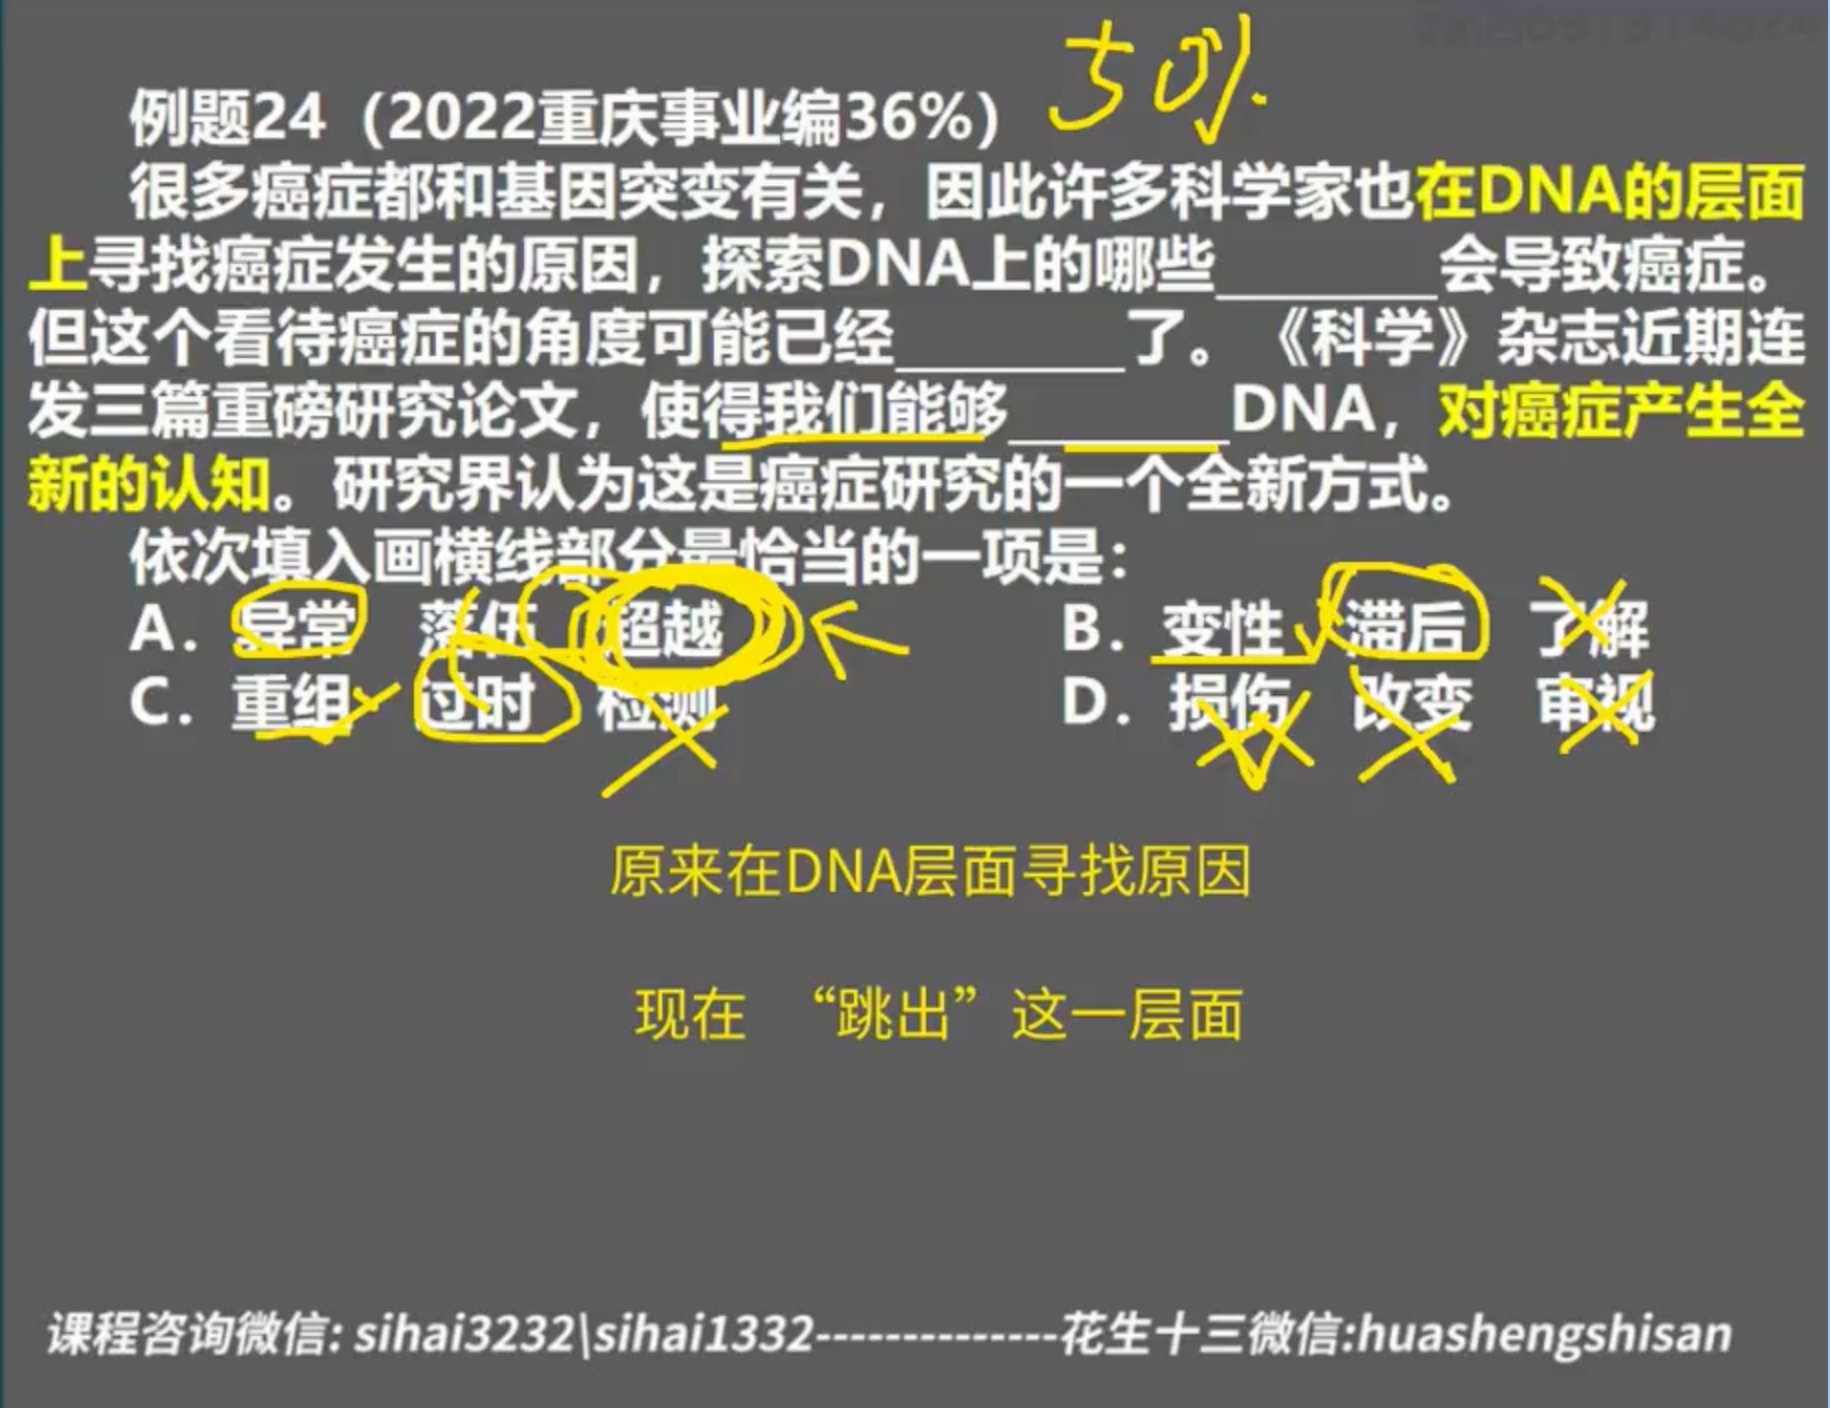 50%
例题24（2022重庆事业编36%）
很多癌症都和基因突变有关，因此许多科学家也在DNA的层面
上寻找癌症发生的原因，探索DNA上的哪些________会导致癌症。
但这个看待癌症的角度可能已经________了。《科学》杂志近期连
发三篇重磅研究论文，使得我们能够________DNA，对癌症产生全
新的认知。研究界认为这是癌症研究的一个全新方式。
依次填入画横线部分最恰当的一项是：
A. 异常 落伍 超越 B. 变性 滞后 了解
C. 重组 过时 检测 D. 损伤 改变 审视
原来在DNA层面寻找原因
现在 “跳出”这一层面
课程咨询微信: sihai3232\sihai1332--------------花生十三微信:huashengshisan